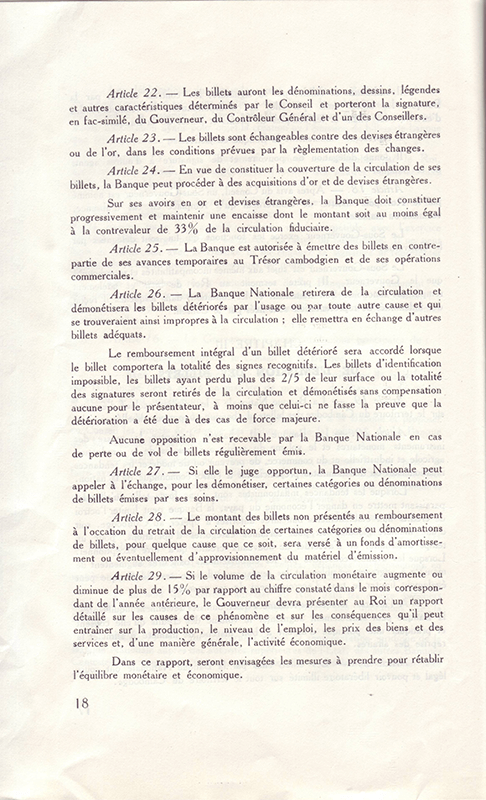 Article 22. — Les billets auront les dénominations, dessins, légendes
et autres caractéristiques déterminés par le Conseil et porteront la signature,
en fac-similé, du Gouverneur, du Contrôleur Général et d'un des Conseillers.
Article 23. — Les billets sont échangeables contre des devises étrangères
ou de l'or, dans les conditions prévues par la règlementation des changes.
Article 24. — En vue de constituer la couverture de la circulation de ses
billets, la Banque peut procéder à des acquisitions d'or et de devises étrangères.
Sur ses avoirs en or et devises étrangères, la Banque doit constituer
progressivement et maintenir une encaisse dont le montant soit au moins égal
à la contrevaleur de 33% de la circulation fiduciaire.
Article 25. — La Banque est autorisée à émettre des billets en contre-
partie de ses avances temporaires au Trésor cambodgien et de ses opérations
commerciales.
Article 26. — La Banque Nationale retirera de la circulation et
démonétisera les billets détériorés par l'usage ou par toute autre cause et qui
se trouveraient ainsi impropres à la circulation ; elle remettra en échange d'autres
billets adéquats.
Le remboursement intégral d'un billet détérioré sera accordé lorsque
le billet comportera la totalité des signes recognitifs. Les billets d'identification
impossible, les billets ayant perdu plus des 2/5 de leur surface ou la totalité
des signatures seront retirés de la circulation et démonétisés sans compensation
aucune pour le présentateur, à moins que celui-ci ne fasse la preuve que la
détérioration a été due à des cas de force majeure.
Aucune opposition n'est recevable par la Banque Nationale en cas
de perte ou de vol de billets régulièrement émis.
Article 27. — Si elle le juge opportun, la Banque Nationale peut
appeler à l'échange, pour les démonétiser, certaines catégories ou dénominations
de billets émises par ses soins.
Article 28. — Le montant des billets non présentés au remboursement
à l'occation du retrait de la circulation de certaines catégories ou dénominations
de billets, pour quelque cause que ce soit, sera versé à un fonds d'amortisse-
ment ou éventuellement d'approvisionnement du matériel d'émission.
Article 29. — Si le volume de la circulation monétaire augmente ou
diminue de plus de 15% par rapport au chiffre constaté dans le mois correspon-
dant de l'année antérieure, le Gouverneur devra présenter au Roi un rapport
détaillé sur les causes de ce phénomène et sur les conséquences qu'il peut
entraîner sur la production, le niveau de l'emploi, les prix des biens et des
services et, d'une manière générale, l'activité économique.
Dans ce rapport, seront envisagées les mesures à prendre pour rétablir
l'équilibre monétaire et économique.
18